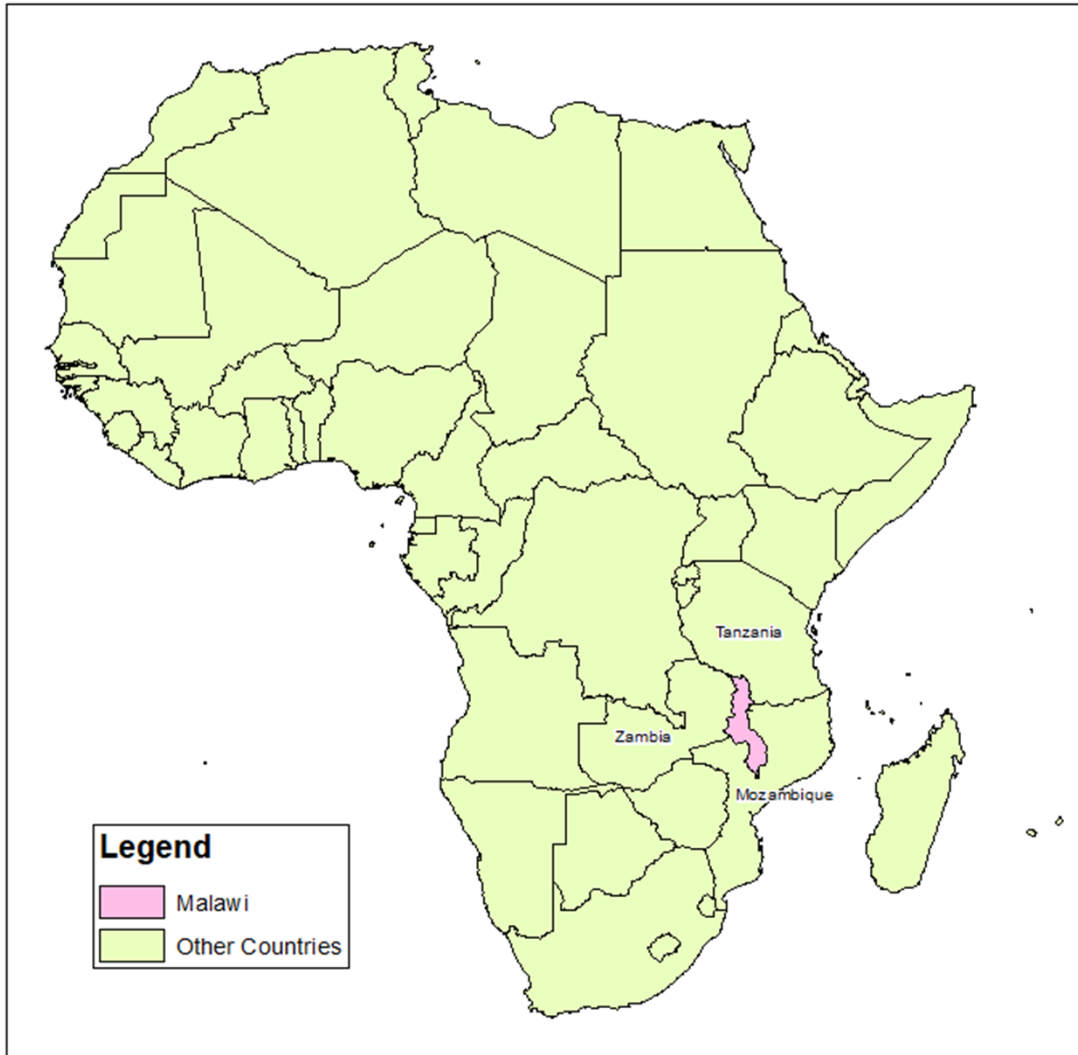 Tanzania
Zambia
Mozambique
Legend
Malawi
Other Countries